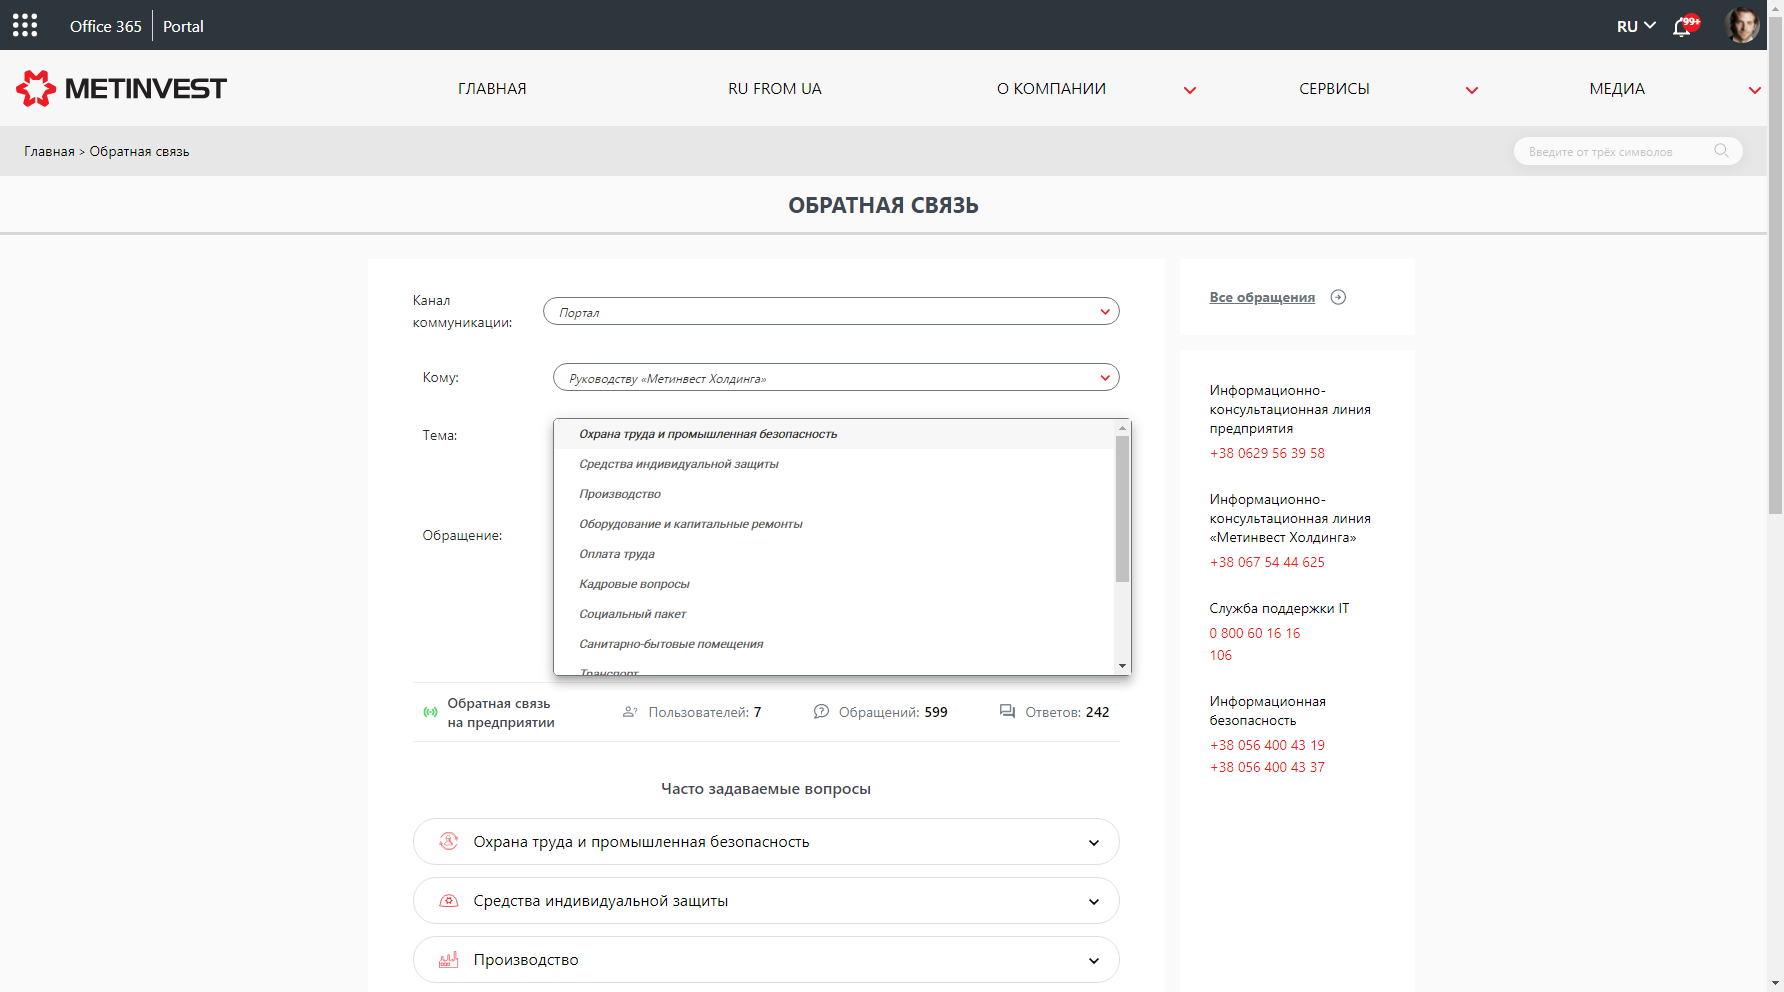 Office 365
Portal
RU
99+
METINVEST
ГЛАВНАЯ
RU FROM UA
О КОМПАНИИ
СЕРВИСЫ
МЕДИА
Главная > Обратная связь
Введите от трёх символов
ОБРАТНАЯ СВЯЗЬ
Канал
коммуникации:
Портал
Кому:
Руководству «Метинвест Холдинга»
Тема:
Охрана труда и промышленная безопасность
Средства индивидуальной защиты
Производство
Оборудование и капитальные ремонты
Оплата труда
Кадровые вопросы
Социальный пакет
Санитарно-бытовые помещения
Транспорт
Обращение:
Обратная связь
на предприятии
Пользователей: 7
Обращений: 599
Ответов: 242
Часто задаваемые вопросы
Охрана труда и промышленная безопасность
Средства индивидуальной защиты
Производство
Все обращения
Информационно-
консультационная линия
предприятия
+38 0629 56 39 58
Информационно-
консультационная линия
«Метинвест Холдинга»
+38 067 54 44 625
Служба поддержки IT
0 800 60 16 16
106
Информационная
безопасность
+38 056 400 43 19
+38 056 400 43 37